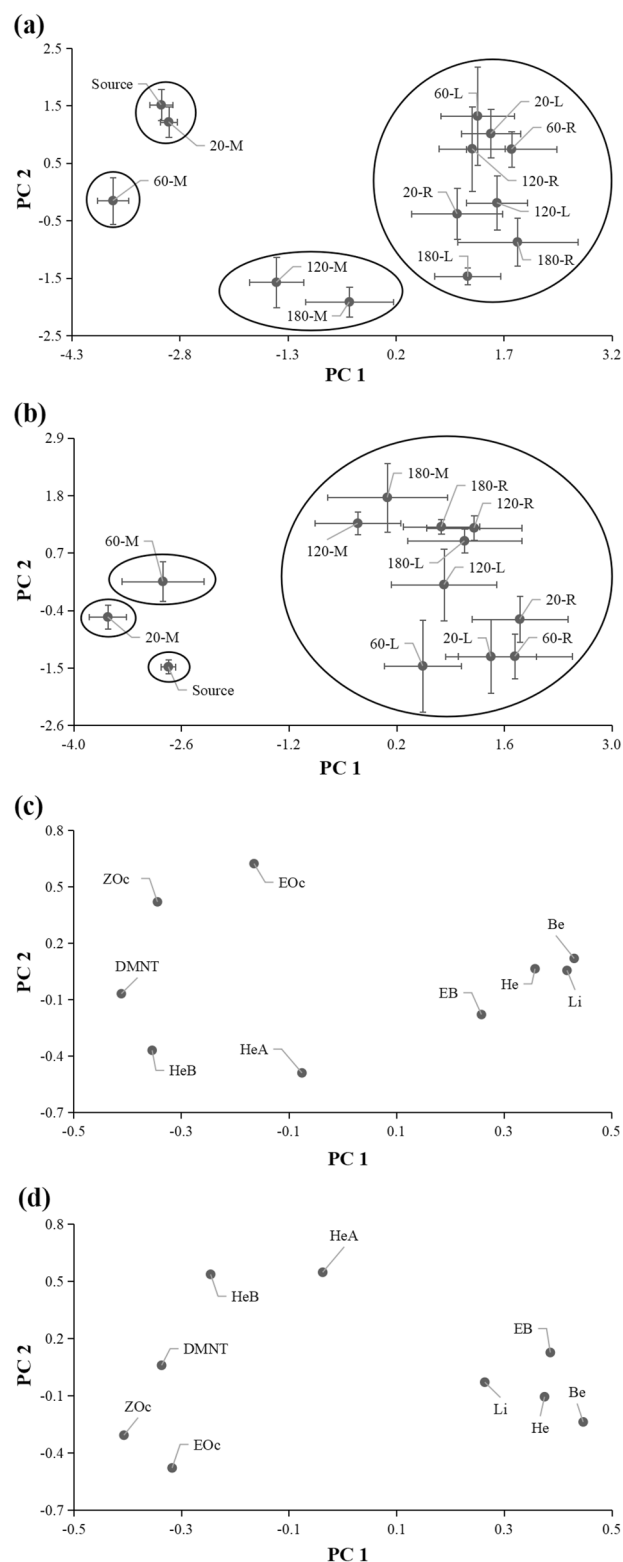 (a)
2.5
Source
60-L
20-L
1.5
60-R
20-M
PC 2
0.5
60-M
120-R
20-R
120-L
-0.5
120-M
180-L
180-R
-1.5
180-M
-2.5
-4.3 -2.8 -1.3 0.2 1.7 3.2
PC 1
(b)
2.9
180-M
1.8
180-R
120-R
60-M
120-M
0.7
180-L
120-L
PC 2
-0.4
20-R
20-M
60-L
20-L
60-R
-1.5
Source
-2.6
-4.0 -2.6 -1.2 0.2 1.6 3.0
PC 1
(c)
0.8
ZOc
EOc
0.5
Be
PC 2
0.2
DMNT
He
EB
Li
-0.1
HeA
HeB
-0.4
-0.7
-0.5 -0.3 -0.1 0.1 0.3 0.5
PC 1
(d)
0.8
HeA
0.5
HeB
EB
PC 2
0.2
DMNT
Be
-0.1
Li
He
ZOc
EOc
-0.4
-0.7
-0.5 -0.3 -0.1 0.1 0.3 0.5
PC 1